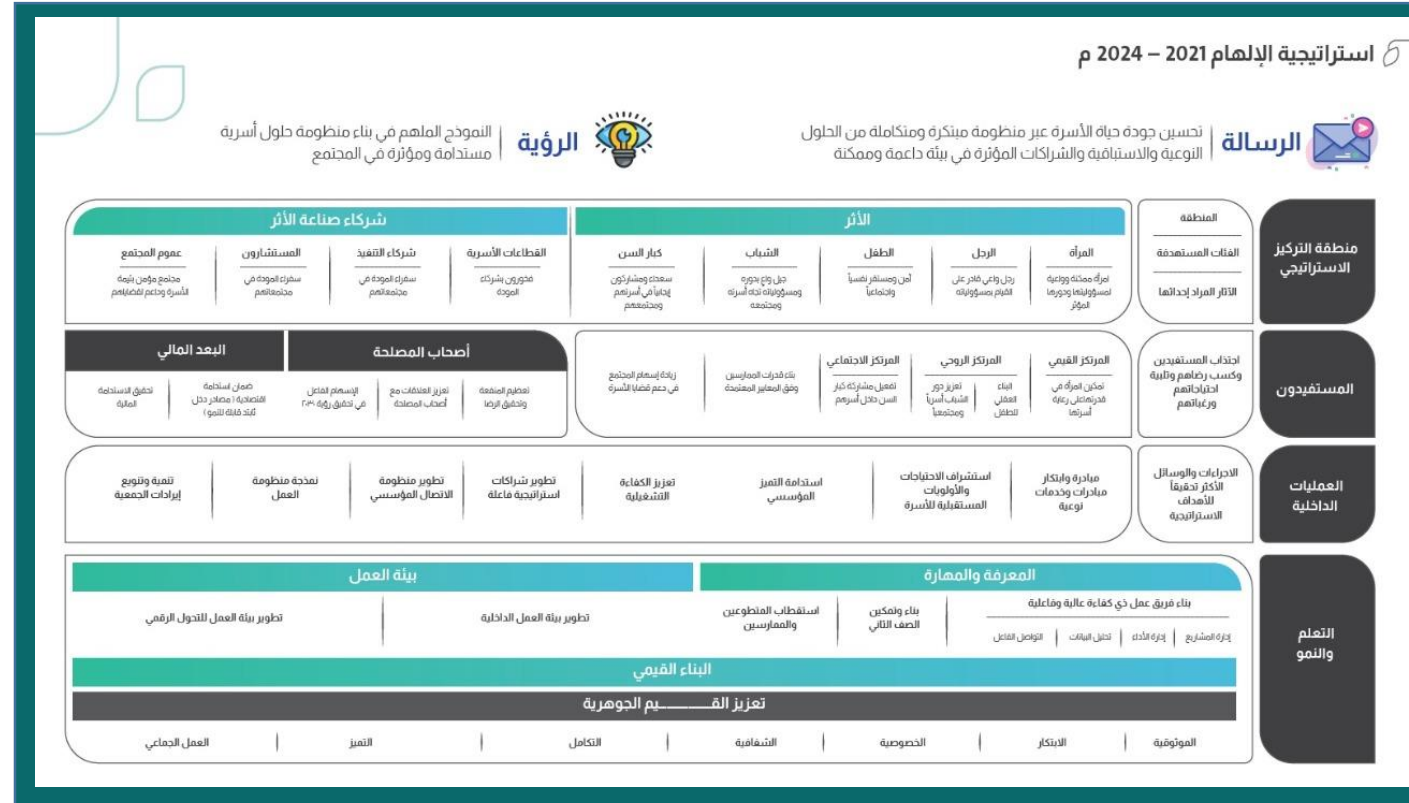 استراتيجية الإلهام 2021 – 2024 م
الرسالة
تحسين جودة حياة الأسرة عبر منظومة مبتكرة ومتكاملة من الحلول
النوعية والاستباقية والشراكات المؤثرة في بيئة داعمة وممكنة
الرؤية
النموذج الملهم في بناء منظومة حلول أسرية
مستدامة ومؤثرة في المجتمع
منطقة التركيز
الاستراتيجي
المنطقة
الفئات المستهدفة
الآثار المراد إحداثها
الأثر
المرأة
امرأة ممكنة وواعية
لمسؤوليتها ودورها
المؤثر
الرجل
رجل واعي قادر على
القيام بمسؤولياته
الطفل
آمن ومستقر نفسياً
واجتماعياً
الشباب
جيل واع بدوره
ومسؤولياته تجاه أسرته
ومجتمعه
كبار السن
سعداء ومشاركون
إيجابياً في أسرتهم
ومجتمعهم
شركاء صناعة الأثر
القطاعات الأسرية
فخورون بشركاء
المودة
شركاء التنفيذ
سفراء المودة في
مجتمعاتهم
المستشارون
سفراء المودة في
مجتمعاتهم
عموم المجتمع
مجتمع مؤمن بقيمة
الأسرة وداعم لقضاياهم
المستفيدون
اجتذاب المستفيدين
وكسب رضاهم وتلبية
احتياجاتهم
ورغباتهم
المرتكز القيمي
تمكين المرأة في
قدرتهاعلى رعاية
أسرتها
المرتكز الروحي
البناء
العقلي
للطفل
تعزيز دور
الشباب أسرياً
ومجتمعياً
المرتكز الاجتماعي
تفعيل مشاركة كبار
السن داخل أسرهم
بناء قدرات الممارسين
وفق المعايير المعتمدة
زيادة إسهام المجتمع
في دعم قضايا الأسرة
أصحاب المصلحة
تعظيم المنفعة
وتحقيق الرضا
تعزيز العلاقات مع
أصحاب المصلحة
الإسهام الفاعل
في تحقيق رؤية ٢٠٣٠
البعد المالي
ضمان استدامة
اقتصادية ( مصادر دخل
ثابتة قابلة للنمو )
تحقيق الاستدامة
المالية
العمليات
الداخلية
الاجراءات والوسائل
الأكثر تحقيقاً
للأهداف
الاستراتيجية
مبادرة وابتكار
مبادرات وخدمات
نوعية
استشراف الاحتياجات
والأولويات
المستقبلية للأسرة
استدامة التميز
المؤسسي
تعزيز الكفاءة
التشغيلية
تطوير شراكات
استراتيجية فاعلة
تطوير منظومة
الاتصال المؤسسي
نمذجة منظومة
العمل
تنمية وتنويع
إيرادات الجمعية
التعلم
والنمو
المعرفة والمهارة
بناء فريق عمل ذي كفاءة عالية وفاعلية
إدارة المشاريع
إدارة الأداء
تحليل البيانات
التواصل الفاعل
بناء وتمكين
الصف الثاني
استقطاب المتطوعين
والممارسين
بيئة العمل
تطوير بيئة العمل الداخلية
تطوير بيئة العمل للتحول الرقمي
البناء القيمي
تعزيز القـــــــــيم الجوهرية
الموثوقية
الابتكار
الخصوصية
الشفافية
التكامل
التميز
العمل الجماعي